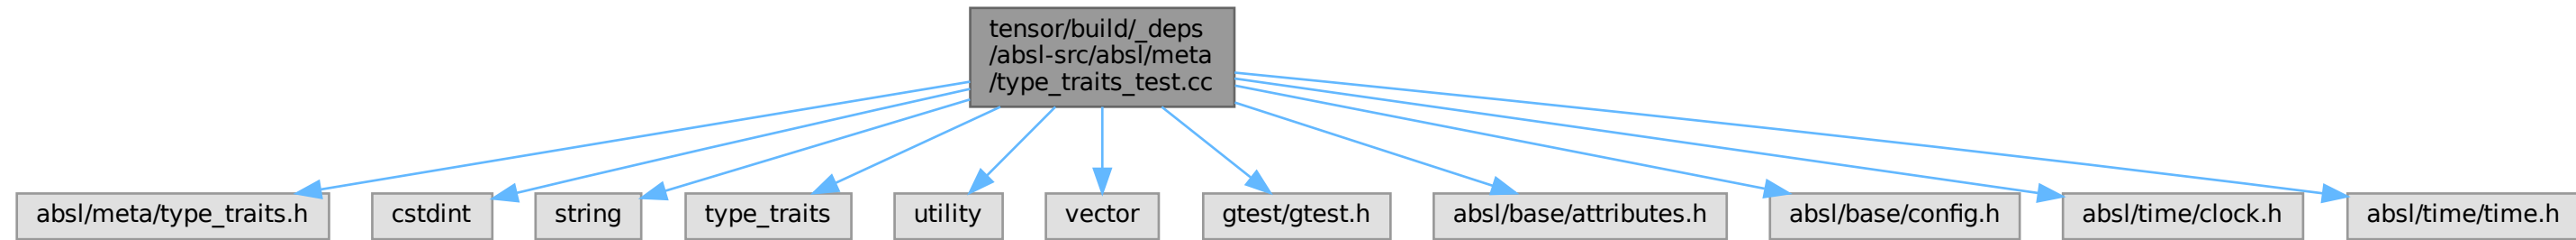 tensor/build/_deps
/absl-src/absl/meta
/type_traits_test.cc
absl/meta/type_traits.h
cstdint
string
type_traits
utility
vector
gtest/gtest.h
absl/base/attributes.h
absl/base/config.h
absl/time/clock.h
absl/time/time.h